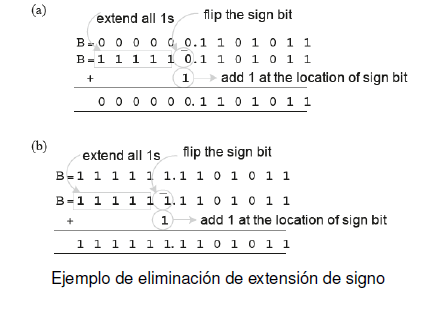 (a)
extend all 1s flip the sign bit
B=0 0 0 0 0 0.1 1 0 1 0 1 1
B=1 1 1 1 1 0̅.1 1 0 1 0 1 1
+ 1 add 1 at the location of sign bit
0 0 0 0 0 0.1 1 0 1 0 1 1
(b)
extend all 1s flip the sign bit
B=1 1 1 1 1 1.1 1 0 1 0 1 1
B=1 1 1 1 1 1̅.1 1 0 1 0 1 1
+ 1 add 1 at the location of sign bit
1 1 1 1 1 1.1 1 0 1 0 1 1
Ejemplo de eliminación de extensión de signo